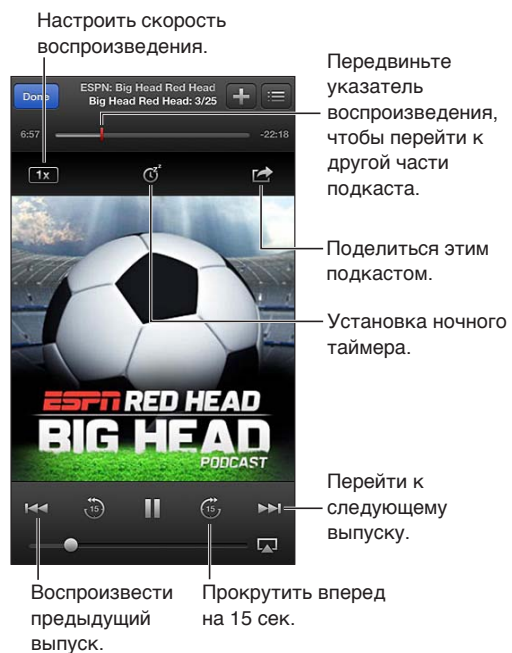 Настроить скорость
воспроизведения.
Передвиньте
указатель
воспроизведения,
чтобы перейти к
другой части
подкаста.
Done
ESPN: Big Head Red Head
Big Head Red Head: 3/25
6:57
-22:18
1x
z z
Поделиться этим
подкастом.
Установка ночного
таймера.
ESPN RED HEAD
BIG HEAD
PODCAST
15
15
Перейти к
следующему
выпуску.
Воспроизвести
предыдущий
выпуск.
Прокрутить вперед
на 15 сек.